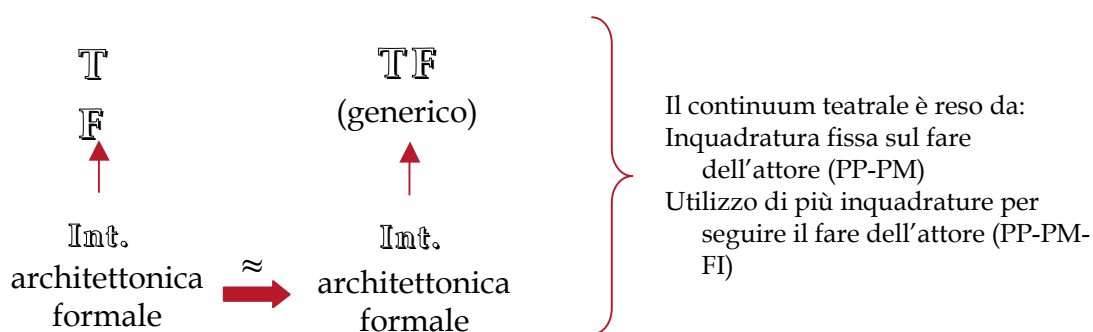 T
F
Int.
architettonica
formale
≈
TF
(generico)
Int.
architettonica
formale
Il continuum teatrale è reso da:
Inquadratura fissa sul fare
dell'attore (PP-PM)
Utilizzo di più inquadrature per
seguire il fare dell'attore (PP-PM-
FI)